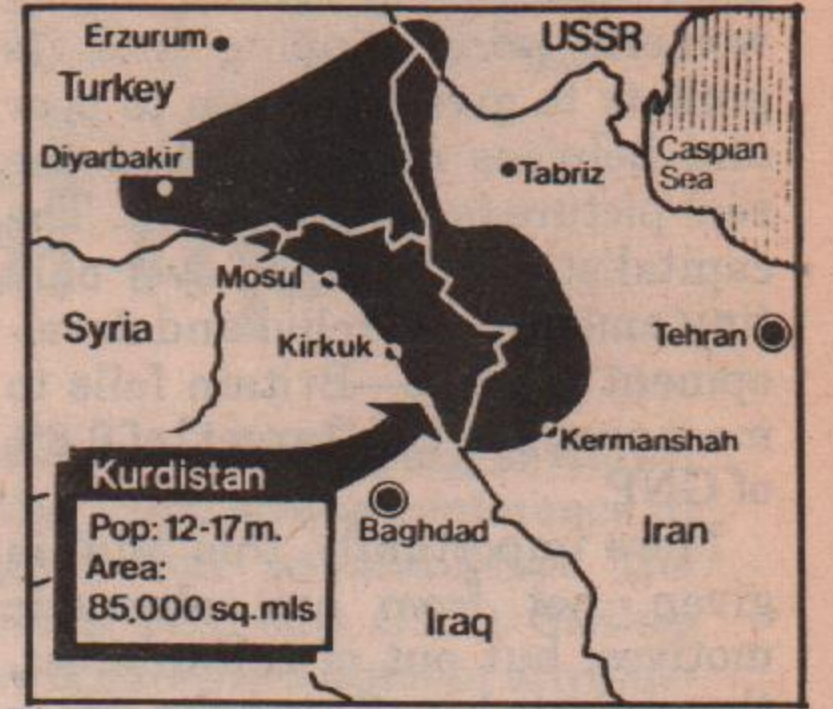 Erzurum
USSR
Turkey
Diyarbakir
Tabriz
Caspian
Sea
Mosul
Syria
Kirkuk
Tehran
Kermanshah
Kurdistan
Pop: 12-17m.
Area:
85,000 sq. mls
Baghdad
Iran
Iraq